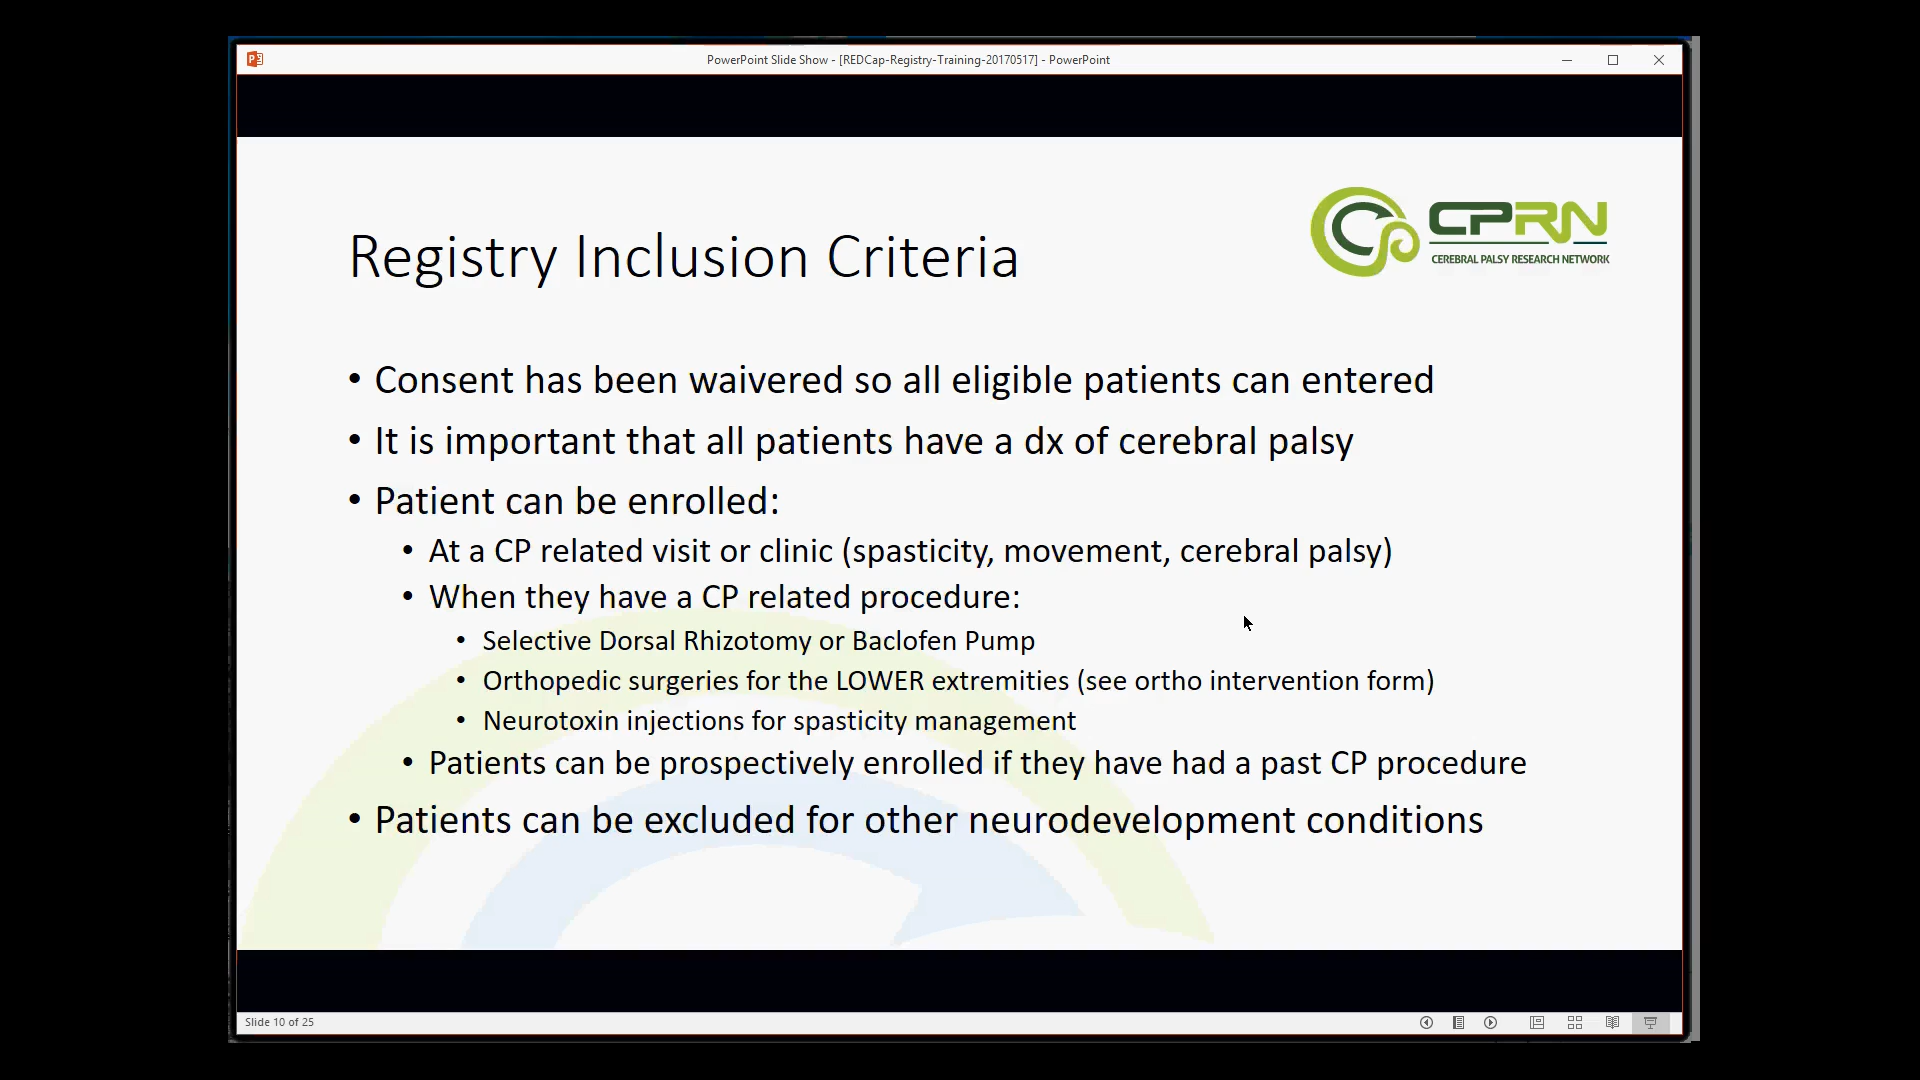 PowerPoint Slide Show - [REDCap-Registry-Training-20170517] - PowerPoint
CPRN
CEREBRAL PALSY RESEARCH NETWORK
Registry Inclusion Criteria
• Consent has been waivered so all eligible patients can entered
• It is important that all patients have a dx of cerebral palsy
• Patient can be enrolled:
• At a CP related visit or clinic (spasticity, movement, cerebral palsy)
• When they have a CP related procedure:
• Selective Dorsal Rhizotomy or Baclofen Pump
• Orthopedic surgeries for the LOWER extremities (see ortho intervention form)
• Neurotoxin injections for spasticity management
• Patients can be prospectively enrolled if they have had a past CP procedure
• Patients can be excluded for other neurodevelopment conditions
Slide 10 of 25